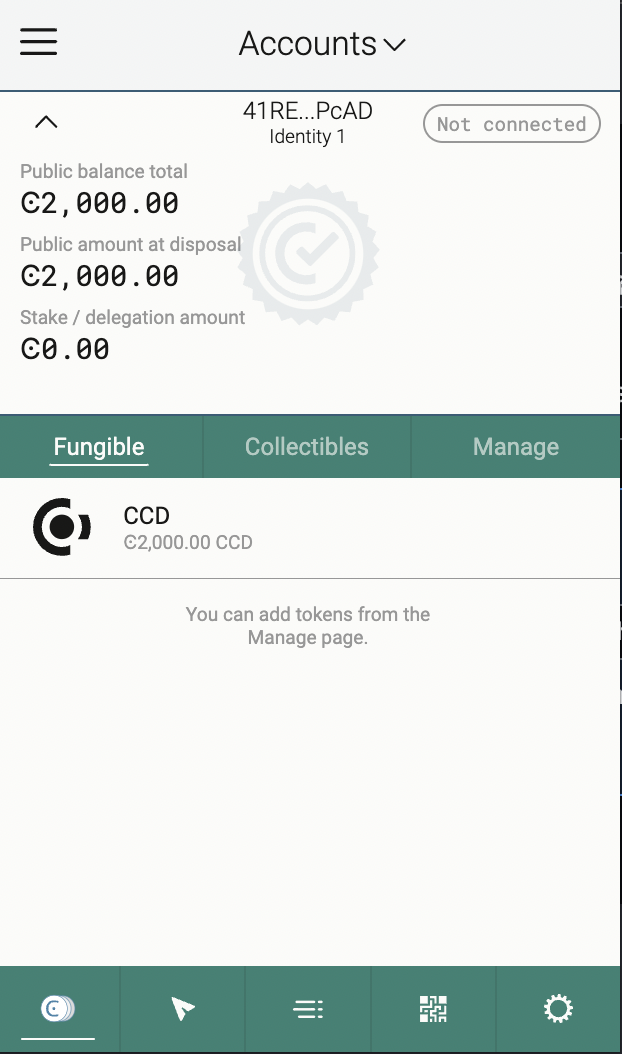 Accounts
41RE...PcAD
Identity 1
Not connected
Public balance total
Ͼ2,000.00
Public amount at disposal
Ͼ2,000.00
Stake / delegation amount
Ͼ0.00
Fungible
Collectibles
Manage
CCD
Ͼ2,000.00 CCD
You can add tokens from the
Manage page.